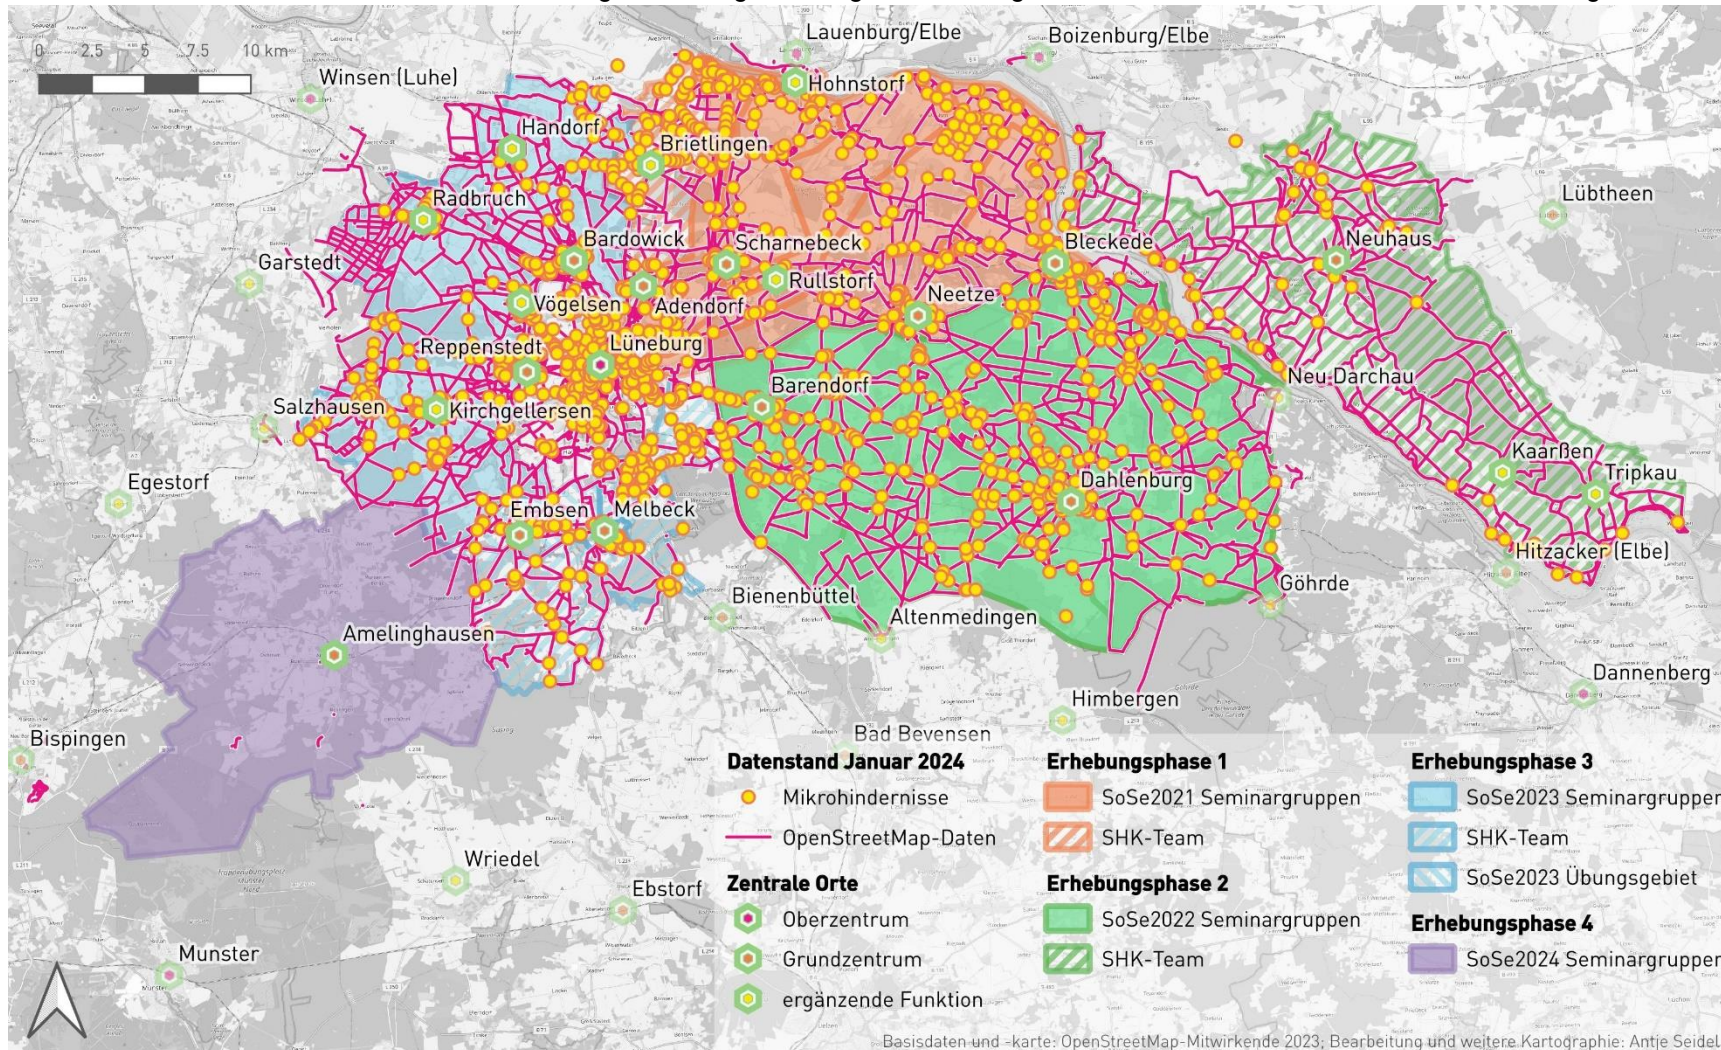 0 2.5 5 7.5 10 km
Lauenburg/Elbe
Boizenburg/Elbe
Winsen (Luhe)
Hohnstorf
Handorf
Brietlingen
Radbruch
Lübtheen
Bardowick
Scharnebeck
Bleckede
Neuhaus
Garstedt
Rullstorf
Vögelsen
Adendorf
Neetze
Reppenstedt
Lüneburg
Barendorf
Neu Darchau
Salzhausen
Kirchgellersen
Kaarßen
Tripkau
Egestorf
Dahlenburg
Embsen
Melbeck
Hitzacker (Elbe)
Göhrde
Bienenbüttel
Altenmedingen
Amelinghausen
Dannenberg
Himbergen
Bispingen
Bad Bevensen
Wriedel
Ebstorf
Munster
Datenstand Januar 2024
Mikrohindernisse
OpenStreetMap-Daten
Zentrale Orte
Oberzentrum
Grundzentrum
ergänzende Funktion
Erhebungsphase 1
SoSe2021 Seminargruppen
SHK-Team
Erhebungsphase 2
SoSe2022 Seminargruppen
SHK-Team
Erhebungsphase 3
SoSe2023 Seminargruppen
SHK-Team
SoSe2023 Übungsgebiet
Erhebungsphase 4
SoSe2024 Seminargruppen
Basisdaten und -karte: OpenStreetMap-Mitwirkende 2023; Bearbeitung und weitere Kartographie: Antje Seidel